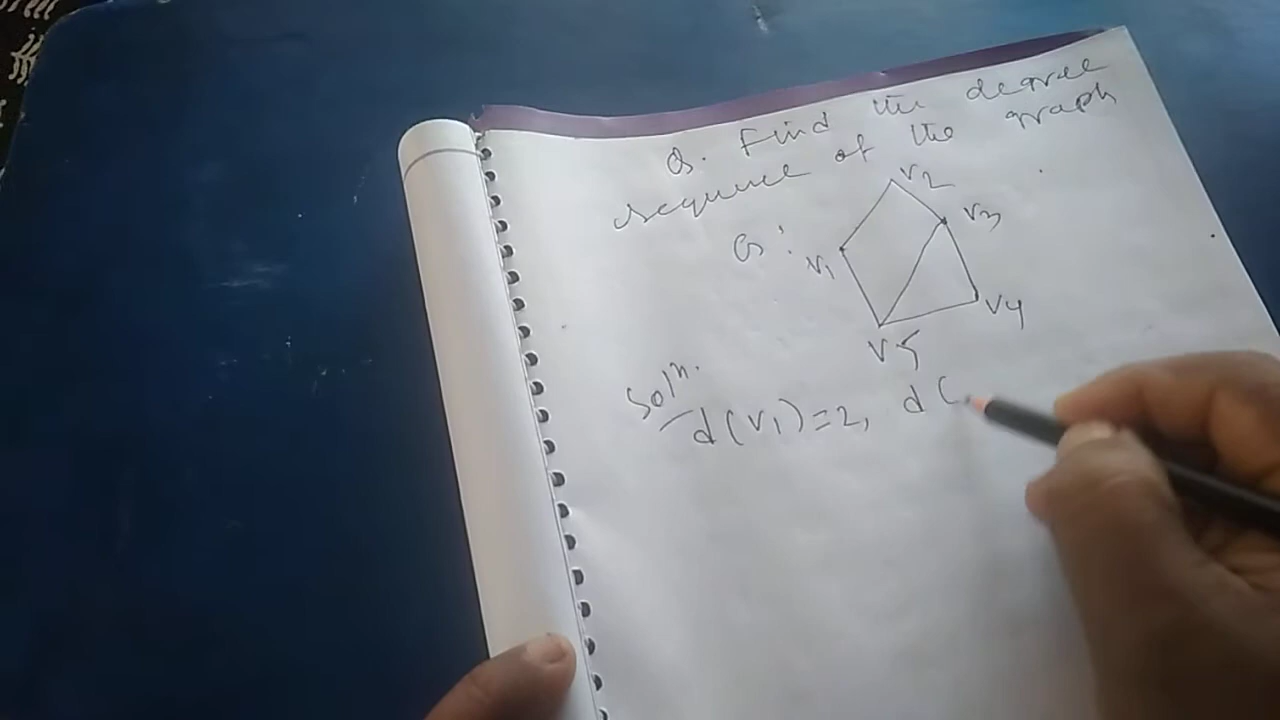 Q. Find the degree
sequence of the graph
G:
v2
v3
v1
v4
v5
Solⁿ.
d(v1)=2, d(